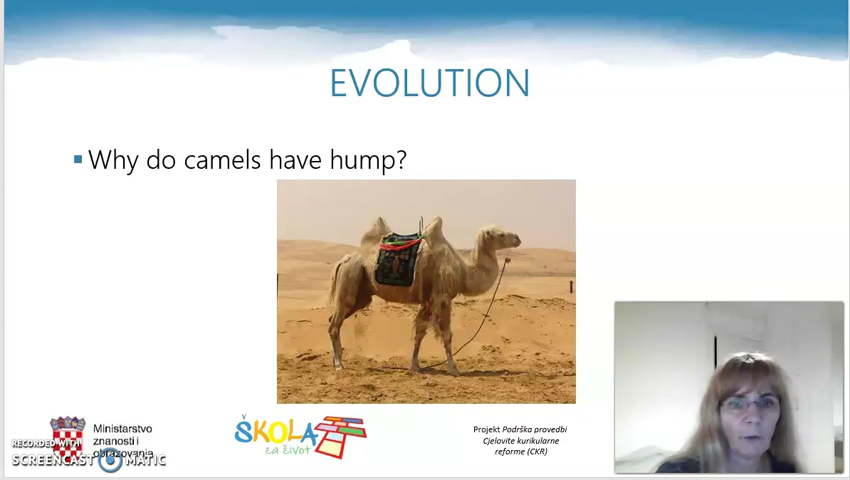 EVOLUTION
Why do camels have hump?
Ministarstvo
znanosti i
obrazovanja
RECORDED WITH
SCREENCAST MATIC
ŠKOLA
za život
Projekt Podrška provedbi
Cjelovite kurikularne
reforme (CKR)